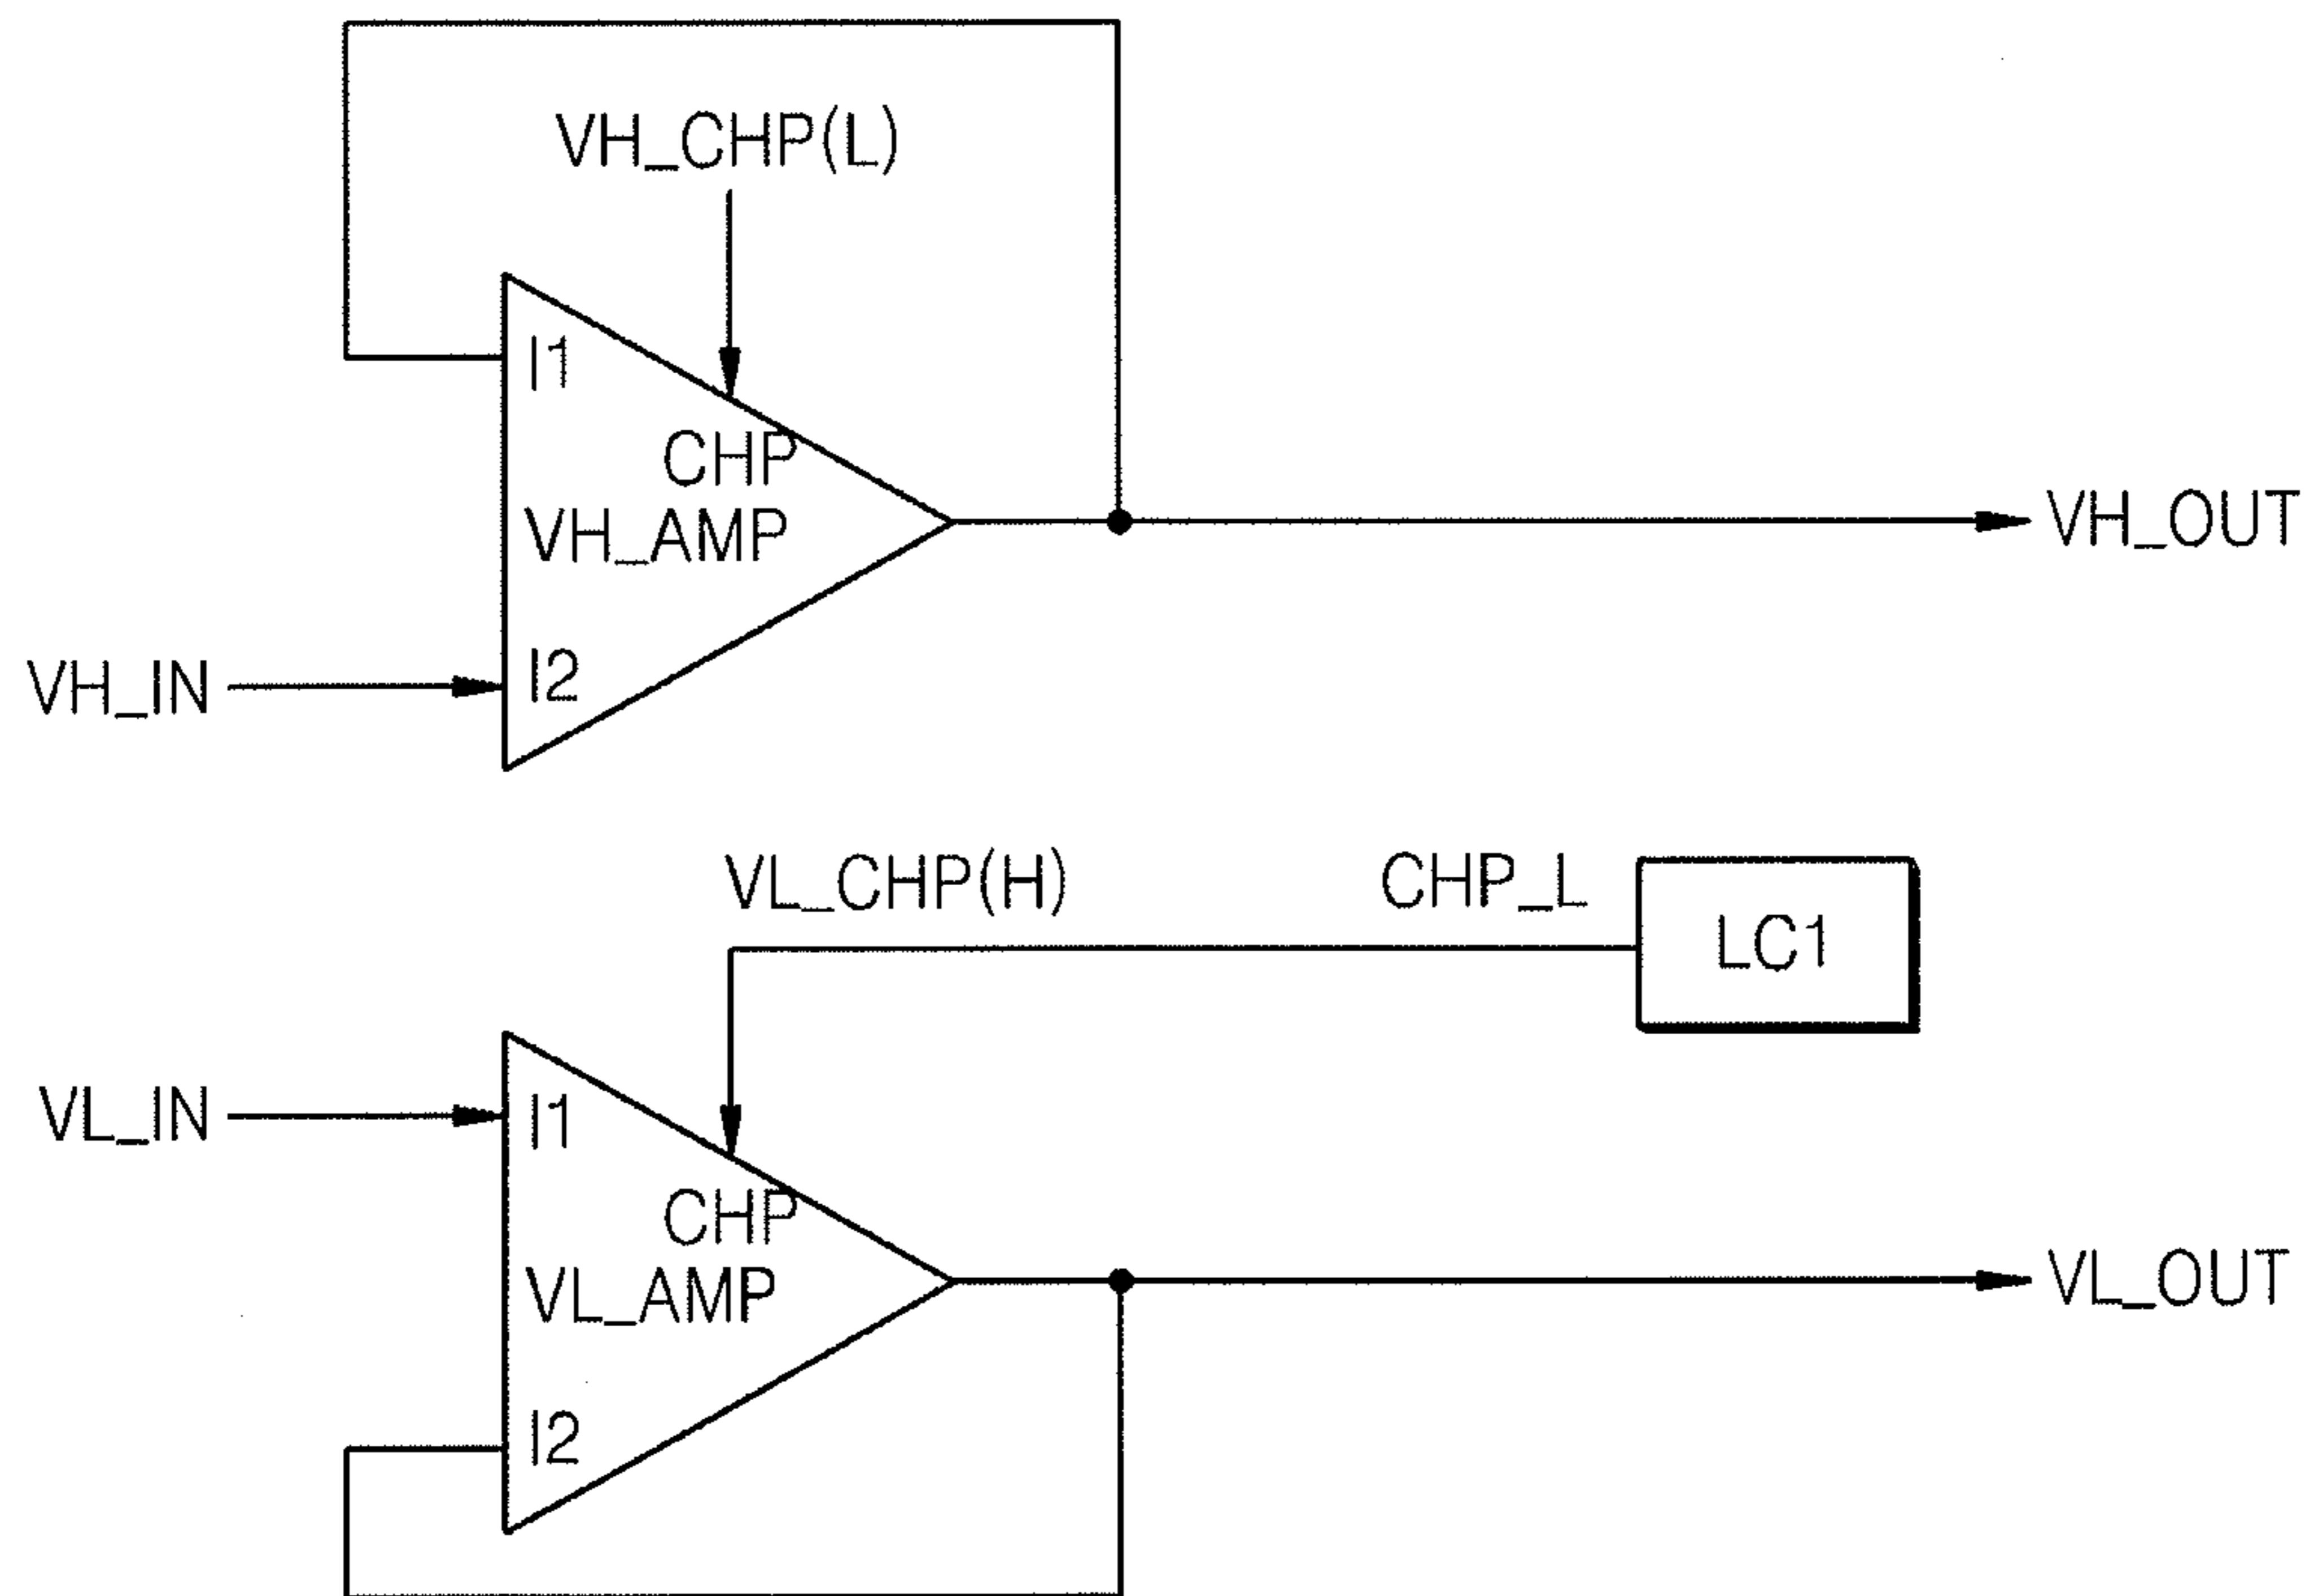 VH_CHP(L)
I1
CHP
VH_AMP
VH_OUT
VH_IN
I2
VL_CHP(H)
CHP_L
LC1
VL_IN
I1
CHP
VL_AMP
VL_OUT
I2